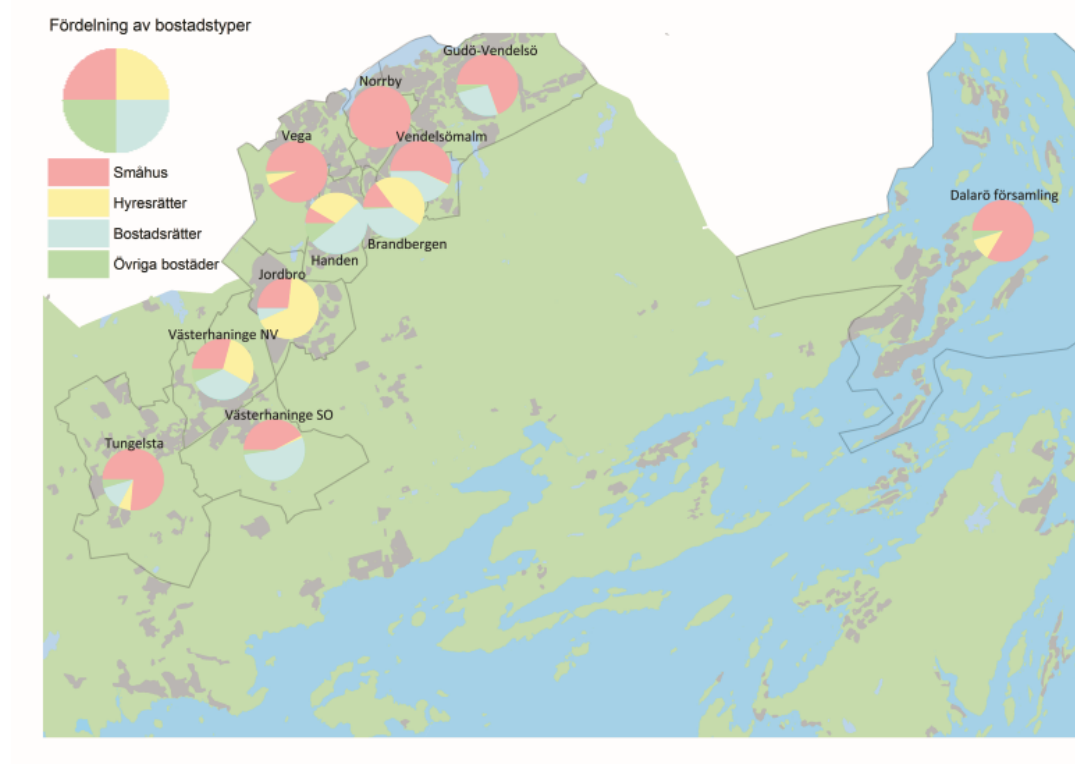 Fördelning av bostadstyper
Småhus
Hyresrätter
Bostadsrätter
Övriga bostäder
Gudö-Vendelsö
Norrby
Vega
Vendelsömalm
Dalarö församling
Brandbergen
Handen
Jordbro
Västerhaninge NV
Västerhaninge SO
Tungelsta